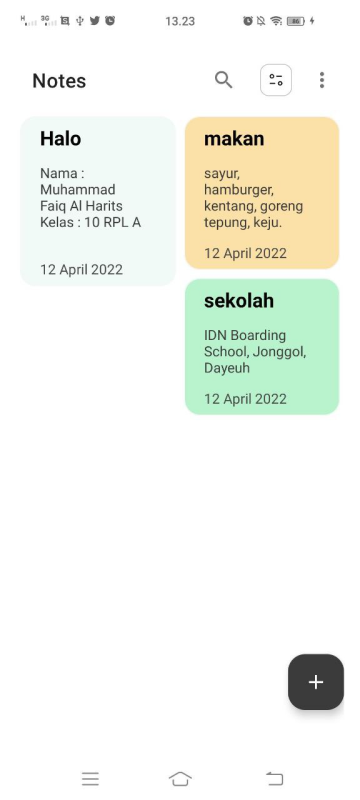 H 3G 13.23 86
Notes
Halo
Nama :
Muhammad
Faiq Al Harits
Kelas : 10 RPL A
12 April 2022
makan
sayur,
hamburger,
kentang, goreng
tepung, keju.
12 April 2022
sekolah
IDN Boarding
School, Jonggol,
Dayeuh
12 April 2022